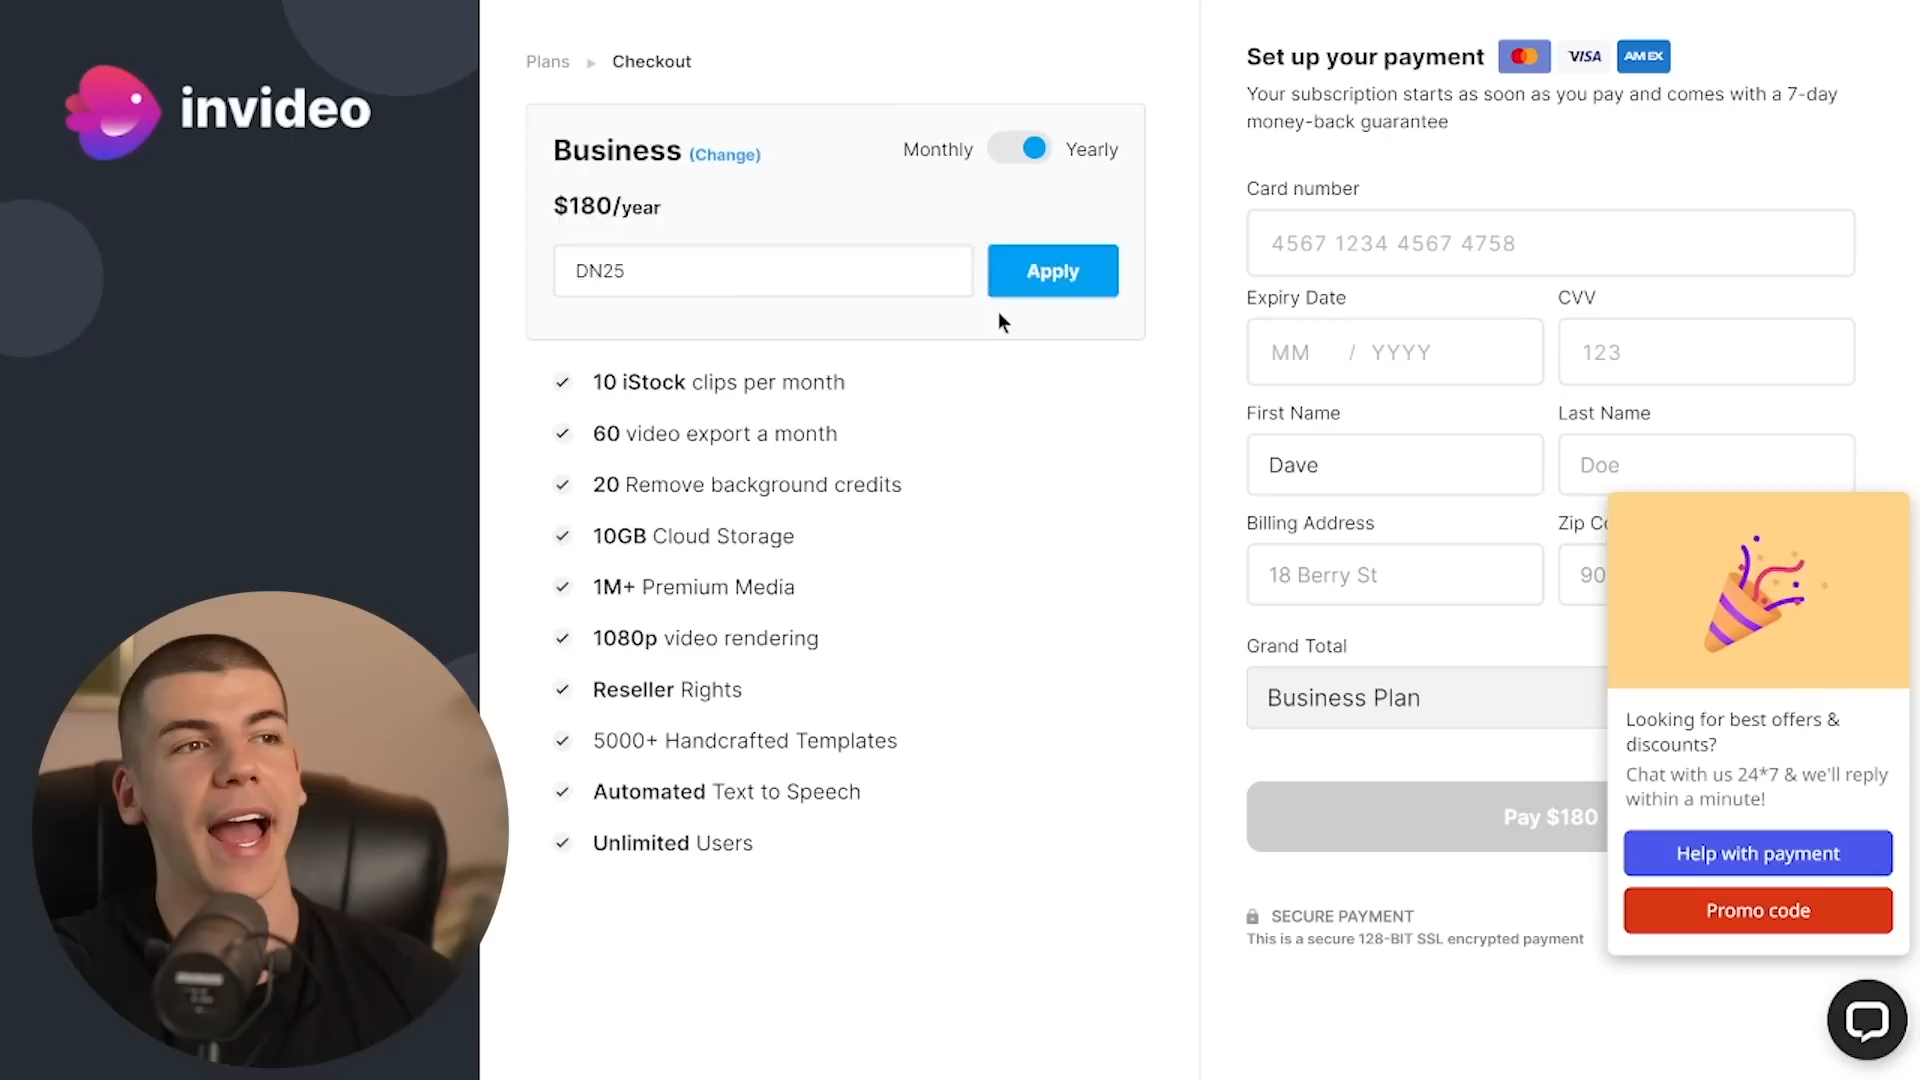 invideo
Plans ▸ Checkout
Business (Change)
Monthly
Yearly
$180/year
DN25
Apply
10 iStock clips per month
60 video export a month
20 Remove background credits
10GB Cloud Storage
1M+ Premium Media
1080p video rendering
Reseller Rights
5000+ Handcrafted Templates
Automated Text to Speech
Unlimited Users
Set up your payment
VISA
AMEX
Your subscription starts as soon as you pay and comes with a 7-day
money-back guarantee
Card number
4567 1234 4567 4758
Expiry Date
CVV
MM / YYYY
123
First Name
Last Name
Dave
Doe
Billing Address
Zip Co
18 Berry St
90
Grand Total
Business Plan
Pay $180
SECURE PAYMENT
This is a secure 128-BIT SSL encrypted payment
Looking for best offers &
discounts?
Chat with us 24*7 & we'll reply
within a minute!
Help with payment
Promo code